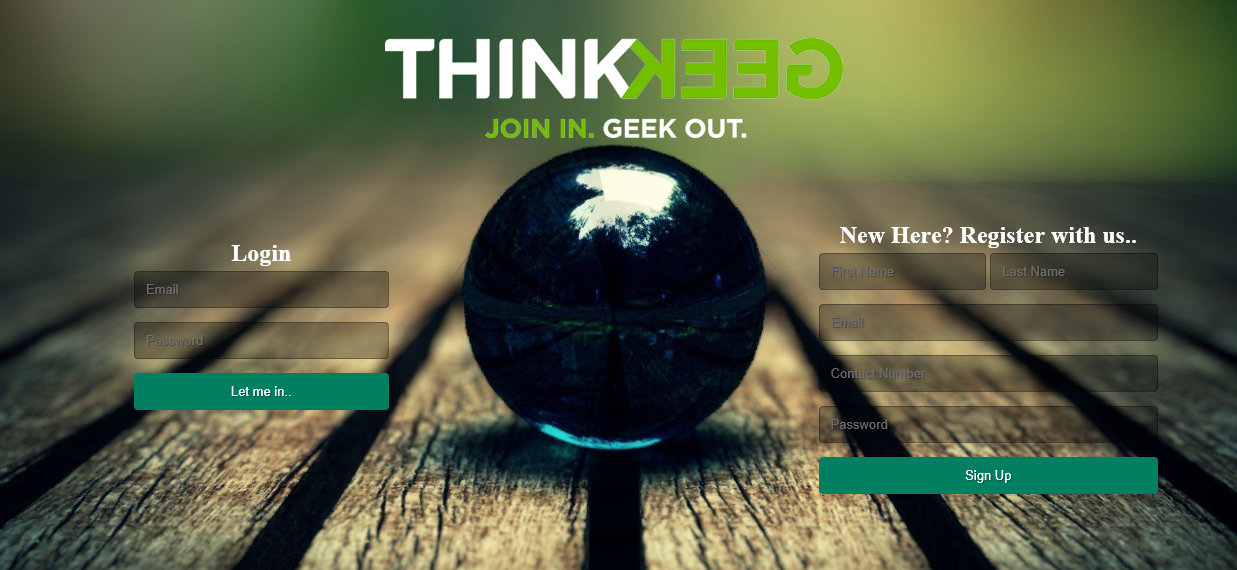 THINKGEEK
JOIN IN. GEEK OUT.
Login
Email
Password
Let me in..
New Here? Register with us..
First Name Last Name
Email
Contact Number
Password
Sign Up